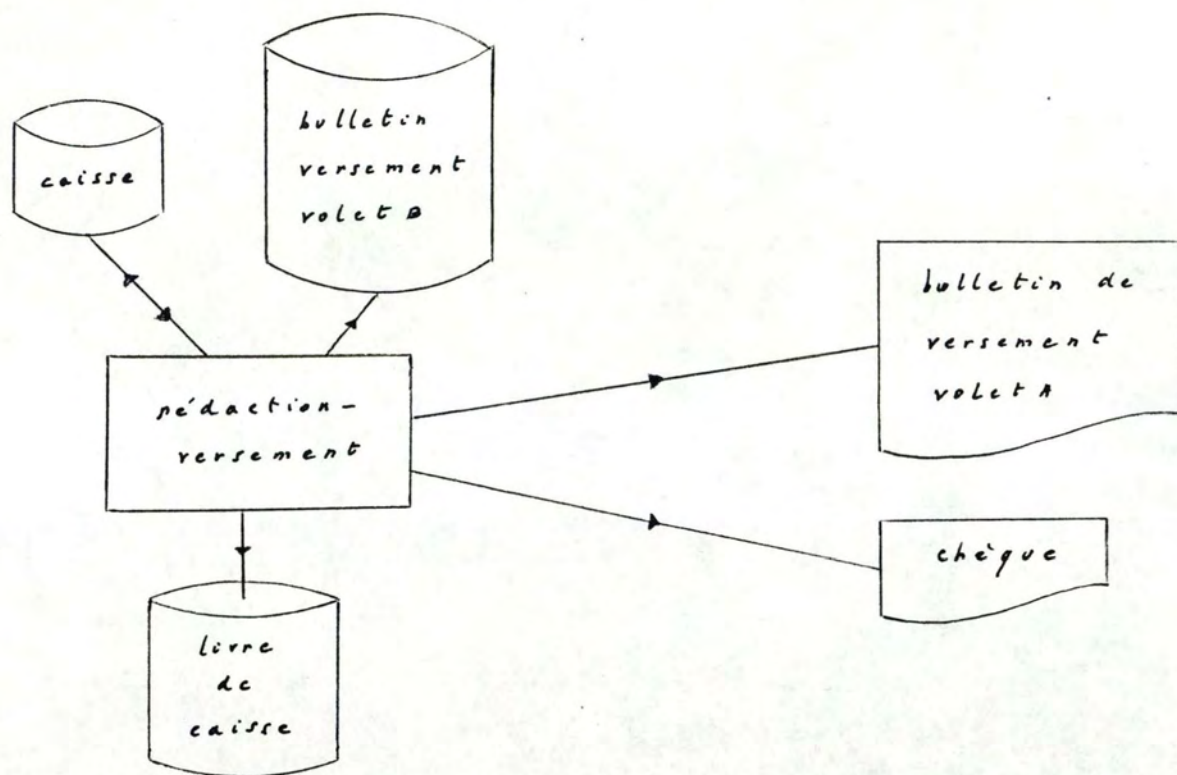 bulletin
versement
volet B
caisse
bulletin de
versement
volet A
rédaction-
versement
chèque
livre
de
caisse